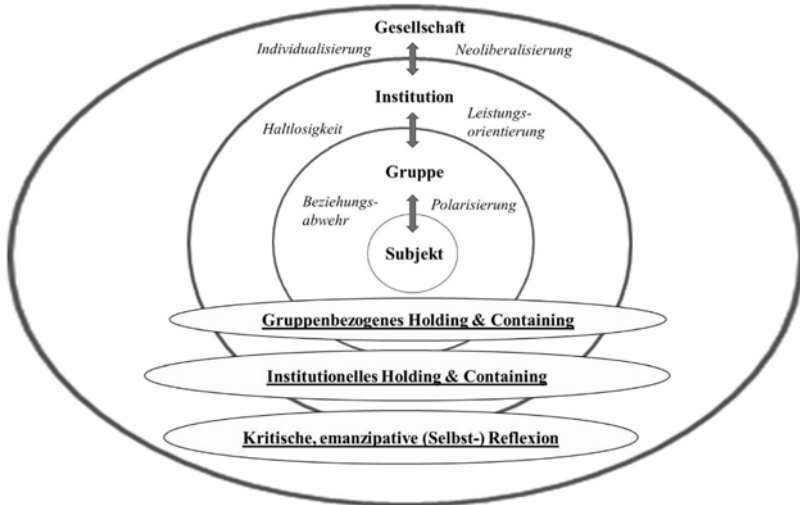 Gesellschaft
Individualisierung
Neoliberalisierung
Institution
Haltlosigkeit
Leistungs-
orientierung
Gruppe
Beziehungs-
abwehr
Polarisierung
Subjekt
Gruppenbezogenes Holding & Containing
Institutionelles Holding & Containing
Kritische, emanzipative (Selbst-) Reflexion